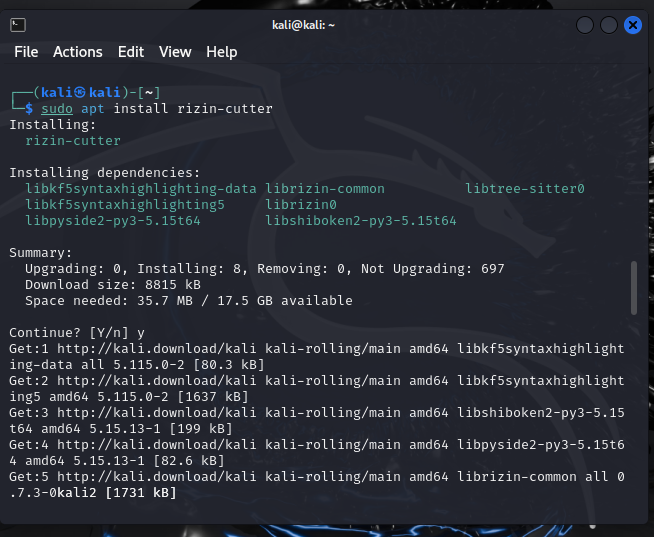 kali@kali: ~
File Actions Edit View Help
┌──(kali㉿kali)-[~]
└─$ sudo apt install rizin-cutter
Installing:
  rizin-cutter
Installing dependencies:
  libkf5syntaxhighlighting-data librizin-common          libtree-sitter0
  libkf5syntaxhighlighting5     librizin0
  libpyside2-py3-5.15t64        libshiboken2-py3-5.15t64
Summary:
  Upgrading: 0, Installing: 8, Removing: 0, Not Upgrading: 697
  Download size: 8815 kB
  Space needed: 35.7 MB / 17.5 GB available
Continue? [Y/n] y
Get:1 http://kali.download/kali kali-rolling/main amd64 libkf5syntaxhighlight
ing-data all 5.115.0-2 [80.3 kB]
Get:2 http://kali.download/kali kali-rolling/main amd64 libkf5syntaxhighlight
ing5 amd64 5.115.0-2 [1637 kB]
Get:3 http://kali.download/kali kali-rolling/main amd64 libshiboken2-py3-5.15
t64 amd64 5.15.13-1 [199 kB]
Get:4 http://kali.download/kali kali-rolling/main amd64 libpyside2-py3-5.15t6
4 amd64 5.15.13-1 [82.6 kB]
Get:5 http://kali.download/kali kali-rolling/main amd64 librizin-common all 0
.7.3-0kali2 [1731 kB]